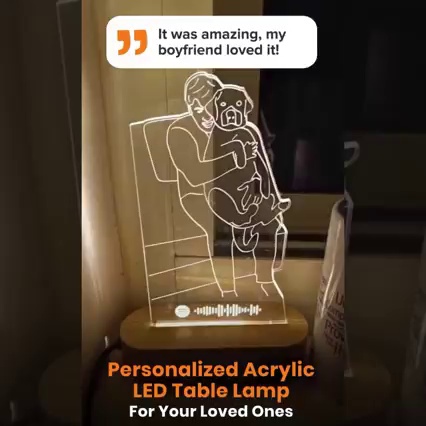 It was amazing, my
boyfriend loved it!
Personalized Acrylic
LED Table Lamp
For Your Loved Ones